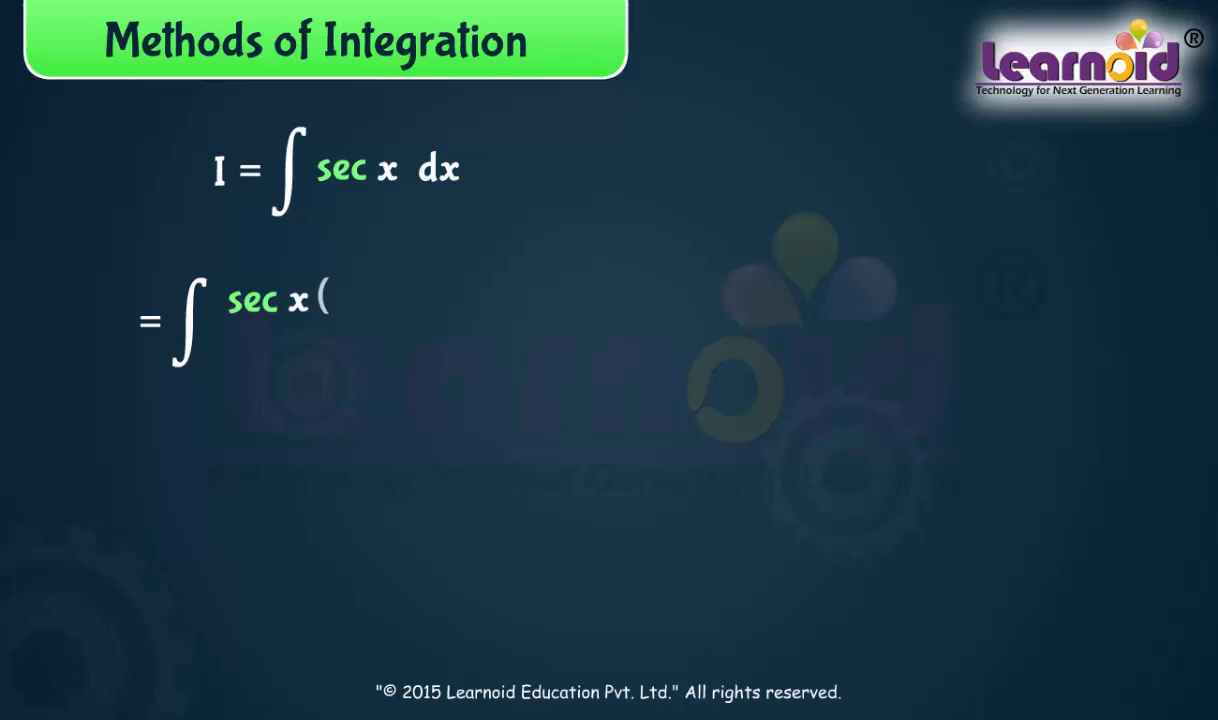 Methods of Integration
Learnoid ®
Technology for Next Generation Learning
I = ∫ sec x dx
= ∫ sec x (
"© 2015 Learnoid Education Pvt. Ltd." All rights reserved.